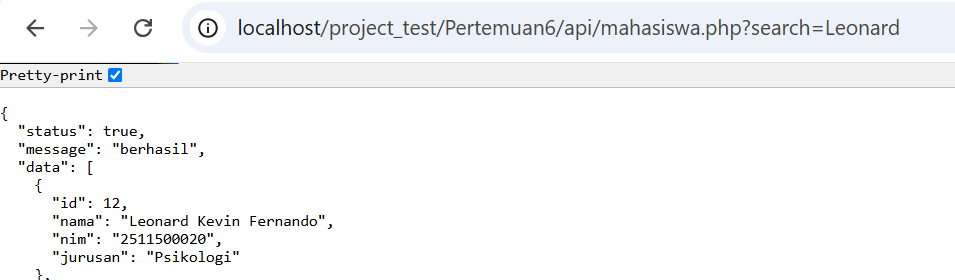 localhost/project_test/Pertemuan6/api/mahasiswa.php?search=Leonard
Pretty-print
{
  "status": true,
  "message": "berhasil",
  "data": [
    {
      "id": 12,
      "nama": "Leonard Kevin Fernando",
      "nim": "2511500020",
      "jurusan": "Psikologi"
    },